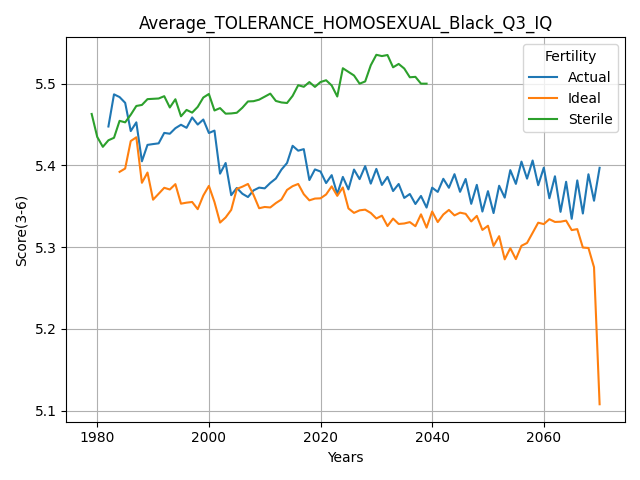 Average_TOLERANCE_HOMOSEXUAL_Black_Q3_IQ
Fertility
Actual
Ideal
Sterile
Score(3-6)
5.5
5.4
5.3
5.2
5.1
1980 2000 2020 2040 2060
Years